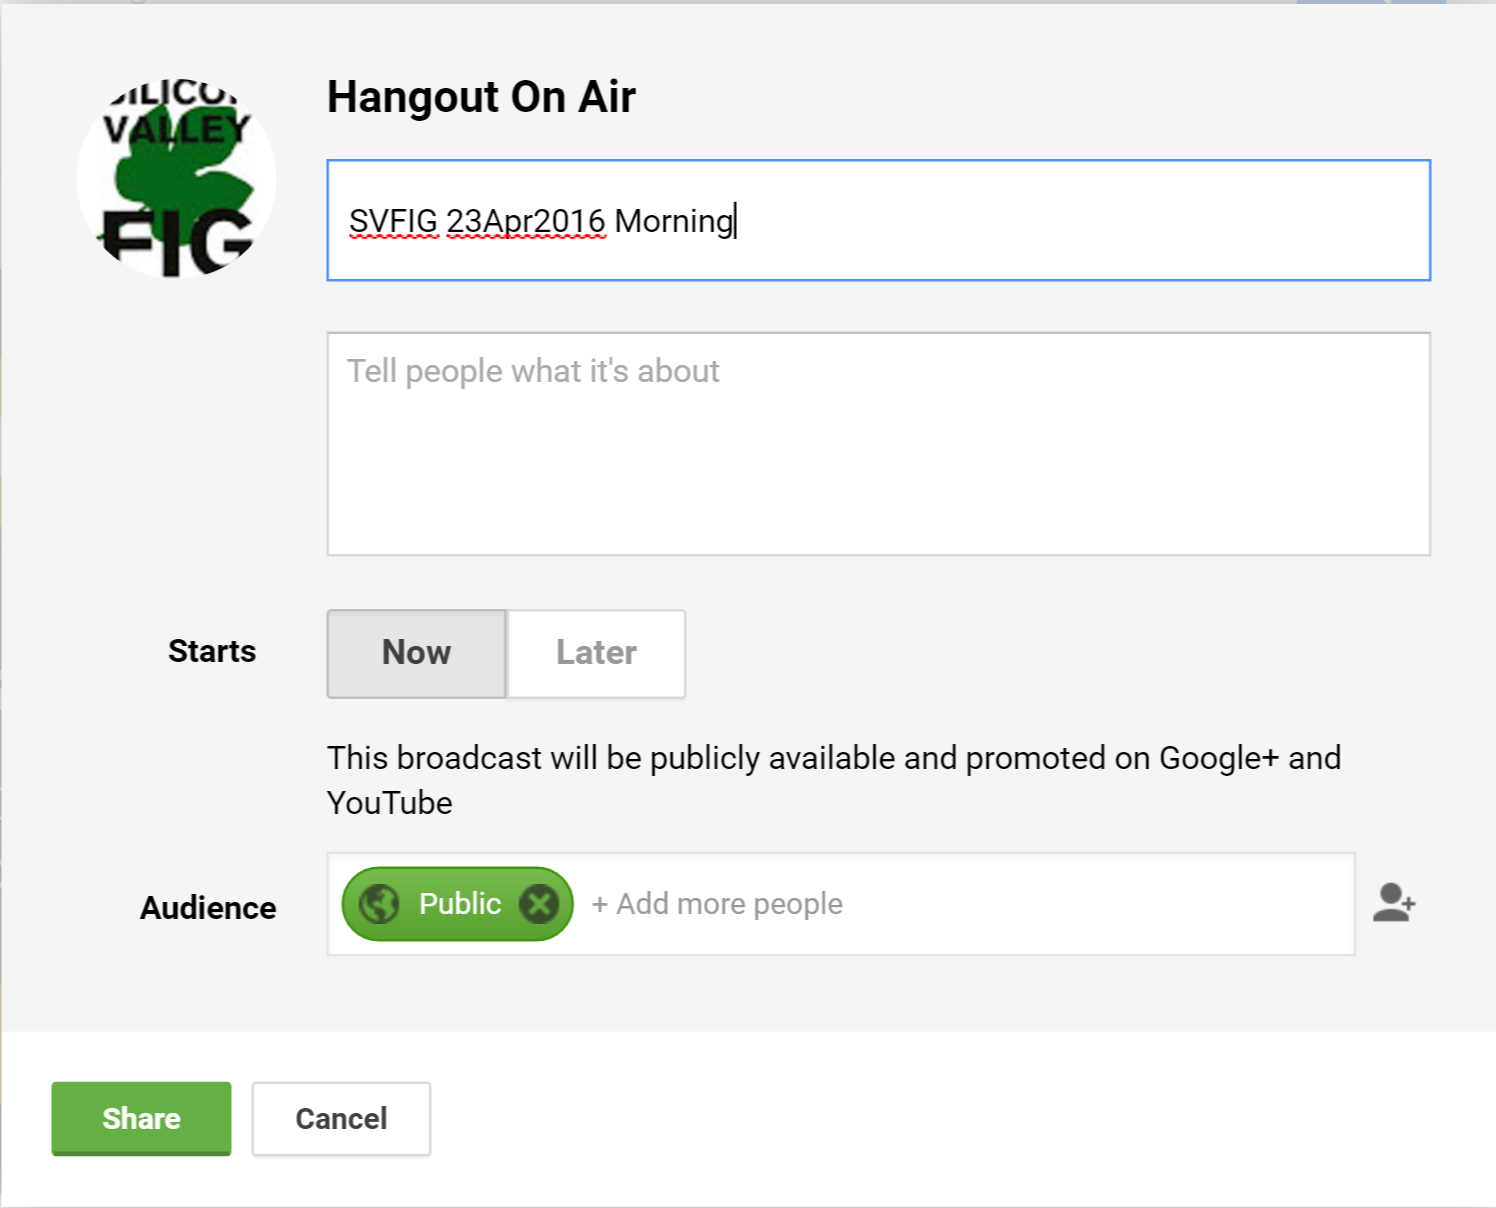 VALLEY
FIG
Hangout On Air
SVFIG 23Apr2016 Morning
Tell people what it's about
Starts
Now
Later
This broadcast will be publicly available and promoted on Google+ and
YouTube
Audience
Public
+ Add more people
Share
Cancel